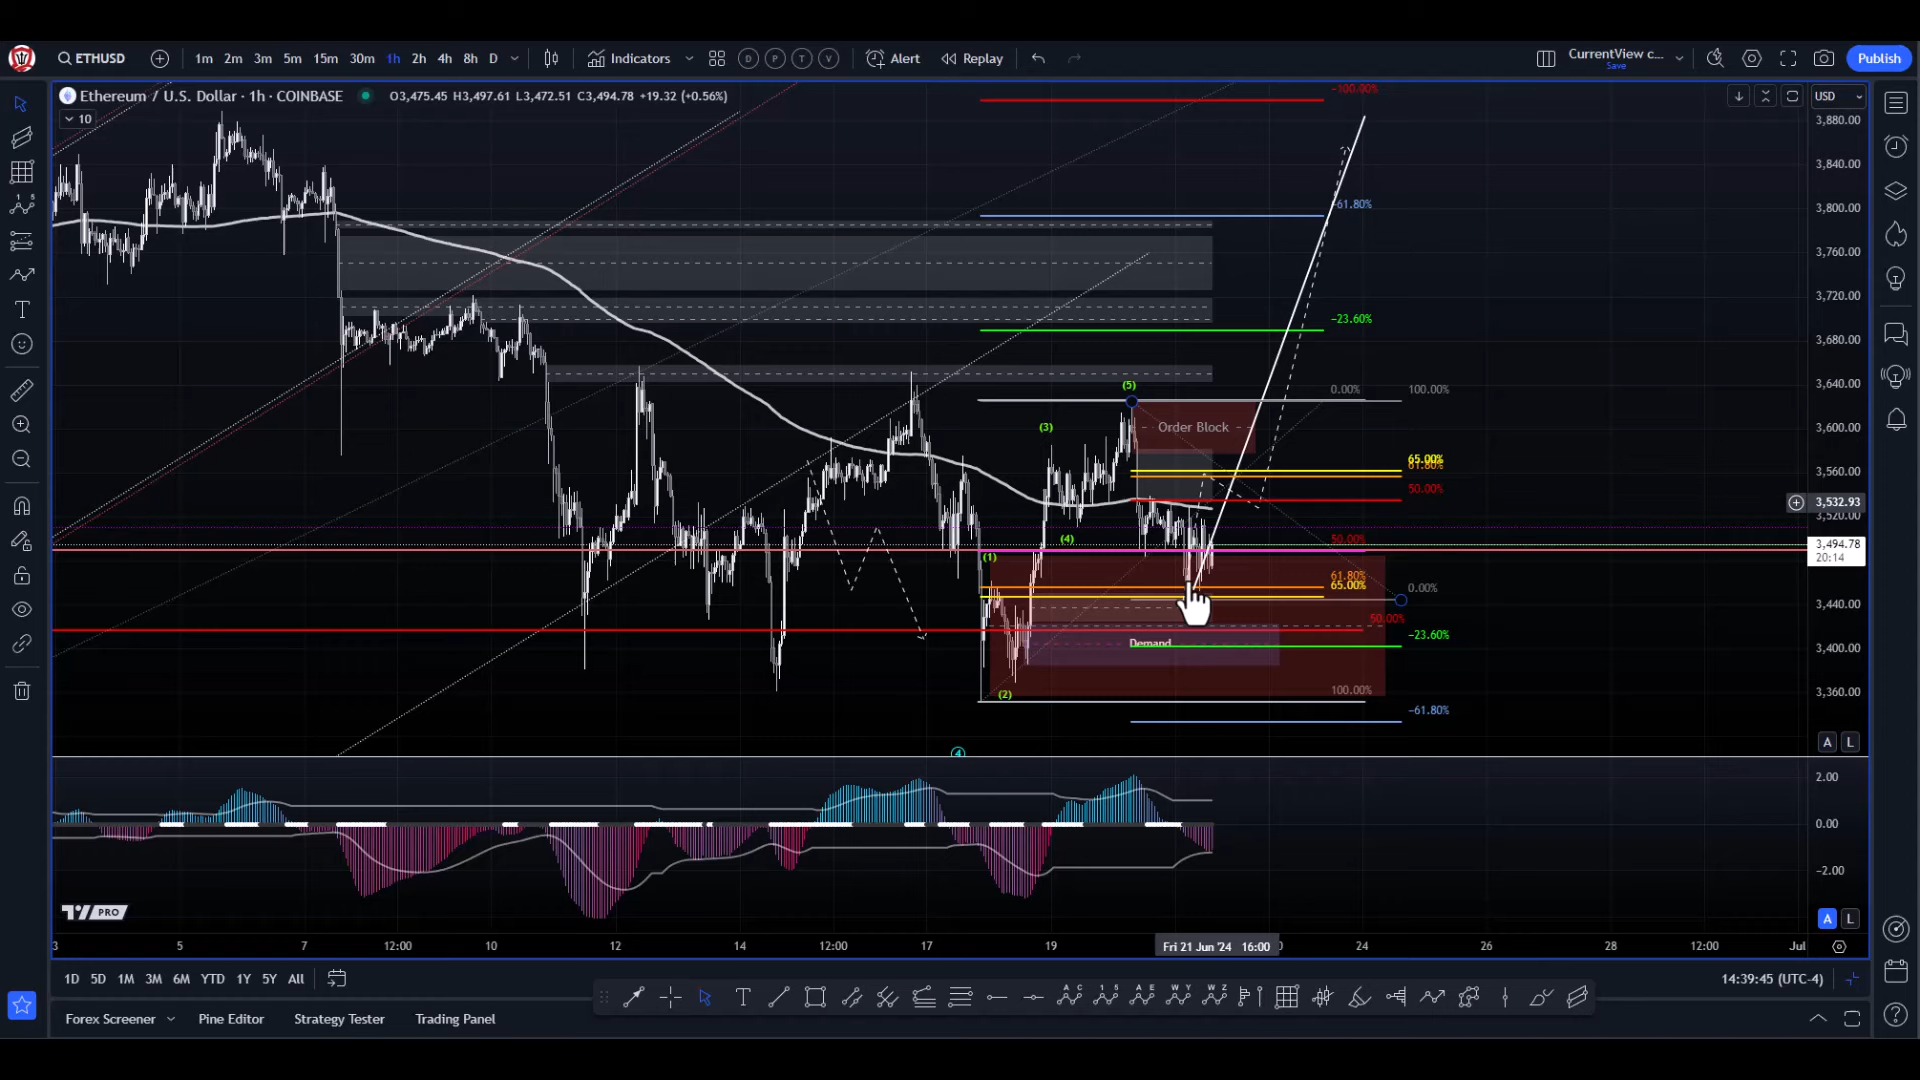 ETHUSD 1m 2m 3m 5m 15m 30m 1h 2h 4h 8h D Indicators D P T V Alert Replay CurrentView c... Save Publish
Ethereum / U.S. Dollar · 1h · COINBASE O3,475.45 H3,497.61 L3,472.51 C3,494.78 +19.32 (+0.56%) USD
10
-100.00%
3,880.00
3,840.00
-61.80%
3,800.00
3,760.00
3,720.00
-23.60%
3,680.00
(5) 0.00% 100.00% 3,640.00
(3) Order Block 3,600.00
65.00%
61.80%
3,560.00
50.00%
3,532.93
3,520.00
(4) 50.00% 3,494.78
20:14
(1)
61.80%
65.00% 0.00%
3,440.00
50.00%
Demand -23.60% 3,400.00
(2) 100.00% 3,360.00
-61.80%
4 A L
2.00
0.00
-2.00
TV PRO A L
3 5 7 12:00 10 12 14 12:00 17 19 Fri 21 Jun '24 16:00 24 26 28 12:00 Jul
1D 5D 1M 3M 6M YTD 1Y 5Y All 14:39:45 (UTC-4)
Forex Screener Pine Editor Strategy Tester Trading Panel